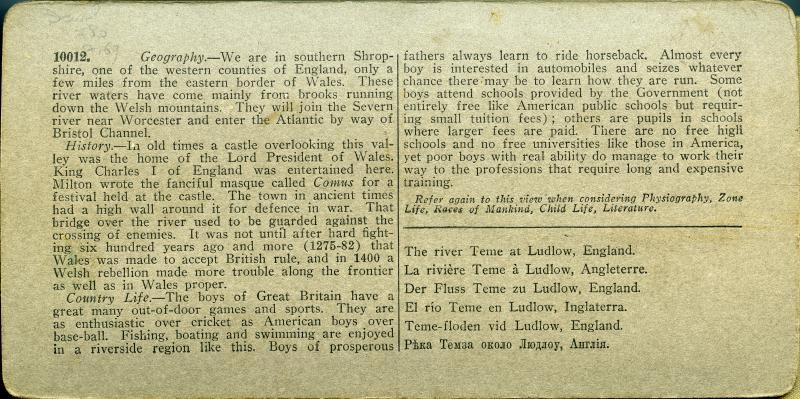 10012. Geography.—We are in southern Shrop-
shire, one of the western counties of England, only a
few miles from the eastern border of Wales. These
river waters have come mainly from brooks running
down the Welsh mountains. They will join the Severn
river near Worcester and enter the Atlantic by way of
Bristol Channel.
History.—In old times a castle overlooking this val-
ley was the home of the Lord President of Wales.
King Charles I of England was entertained here.
Milton wrote the fanciful masque called Comus for a
festival held at the castle. The town in ancient times
had a high wall around it for defence in war. That
bridge over the river used to be guarded against the
crossing of enemies. It was not until after hard fight-
ing six hundred years ago and more (1275-82) that
Wales was made to accept British rule, and in 1400 a
Welsh rebellion made more trouble along the frontier
as well as in Wales proper.
Country Life.—The boys of Great Britain have a
great many out-of-door games and sports. They are
as enthusiastic over cricket as American boys over
base-ball. Fishing, boating and swimming are enjoyed
in a riverside region like this. Boys of prosperous
fathers always learn to ride horseback. Almost every
boy is interested in automobiles and seizes whatever
chance there may be to learn how they are run. Some
boys attend schools provided by the Government (not
entirely free like American public schools but requir-
ing small tuition fees); others are pupils in schools
where larger fees are paid. There are no free high
schools and no free universities like those in America,
yet poor boys with real ability do manage to work their
way to the professions that require long and expensive
training.
Refer again to this view when considering Physiography, Zone
Life, Races of Mankind, Child Life, Literature.
The river Teme at Ludlow, England.
La rivière Teme à Ludlow, Angleterre.
Der Fluss Teme zu Ludlow, England.
El río Teme en Ludlow, Inglaterra.
Teme-floden vid Ludlow, England.
Рѣка Темза около Людлоу, Англія.